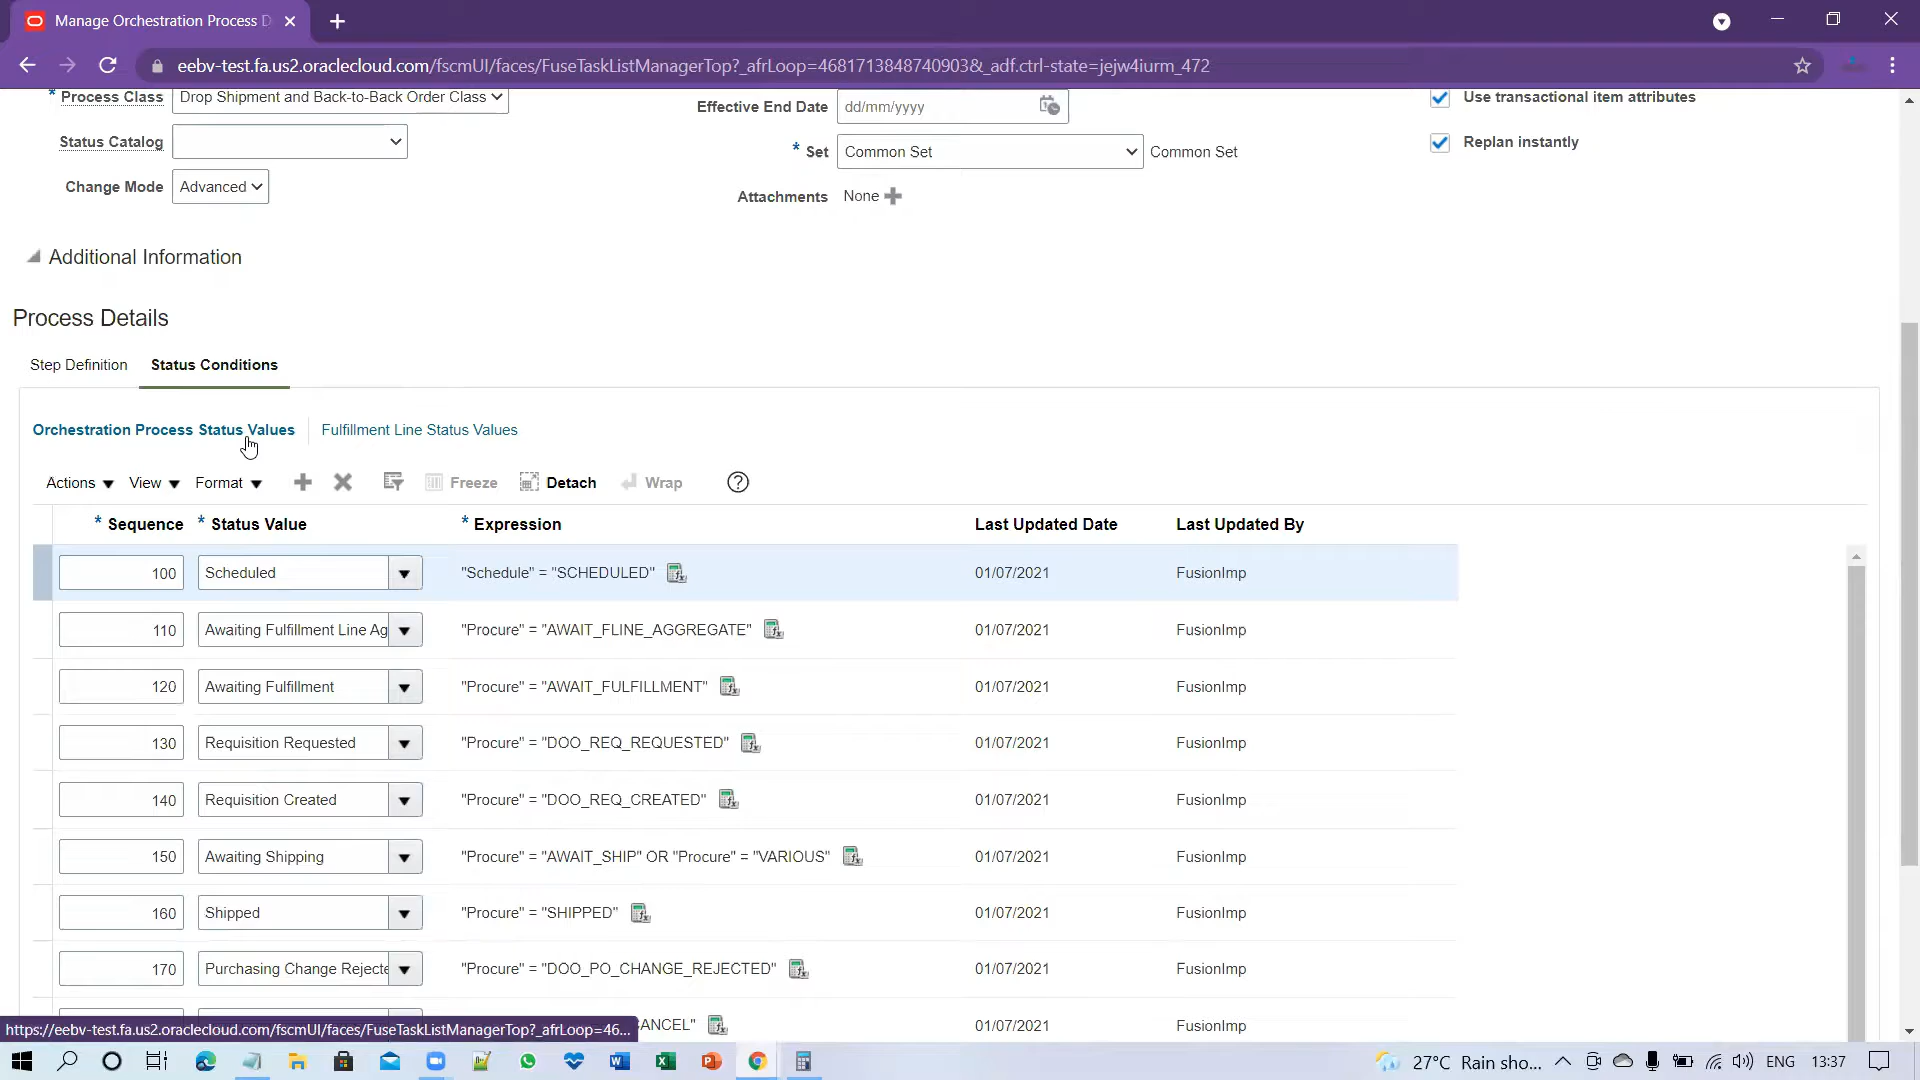 Manage Orchestration Process D
eebv-test.fa.us2.oraclecloud.com/fscmUI/faces/FuseTaskListManagerTop?_afrLoop=4681713848740903&_adf.ctrl-state=jejw4iurm_472
* Process Class Drop Shipment and Back-to-Back Order Class
Effective End Date dd/mm/yyyy
Use transactional item attributes
Status Catalog
* Set Common Set Common Set
Replan instantly
Change Mode Advanced
Attachments None
Additional Information
Process Details
Step Definition Status Conditions
Orchestration Process Status Values Fulfillment Line Status Values
Actions View Format Freeze Detach Wrap
* Sequence * Status Value * Expression Last Updated Date Last Updated By
100 Scheduled "Schedule" = "SCHEDULED" 01/07/2021 FusionImp
110 Awaiting Fulfillment Line Ag "Procure" = "AWAIT_FLINE_AGGREGATE" 01/07/2021 FusionImp
120 Awaiting Fulfillment "Procure" = "AWAIT_FULFILLMENT" 01/07/2021 FusionImp
130 Requisition Requested "Procure" = "DOO_REQ_REQUESTED" 01/07/2021 FusionImp
140 Requisition Created "Procure" = "DOO_REQ_CREATED" 01/07/2021 FusionImp
150 Awaiting Shipping "Procure" = "AWAIT_SHIP" OR "Procure" = "VARIOUS" 01/07/2021 FusionImp
160 Shipped "Procure" = "SHIPPED" 01/07/2021 FusionImp
170 Purchasing Change Rejecte "Procure" = "DOO_PO_CHANGE_REJECTED" 01/07/2021 FusionImp
CANCEL" 01/07/2021 FusionImp
https://eebv-test.fa.us2.oraclecloud.com/fscmUI/faces/FuseTaskListManagerTop?_afrLoop=46...
27°C Rain sho... ENG 13:37